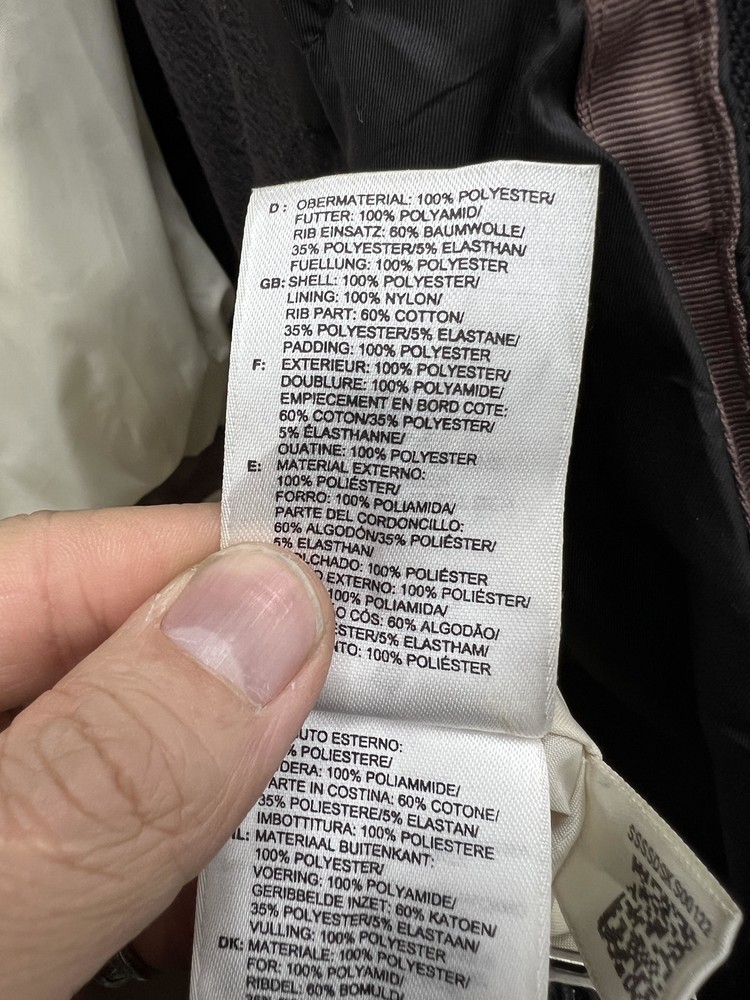 D: OBERMATERIAL: 100% POLYESTER/
FUTTER: 100% POLYAMID/
RIB EINSATZ: 60% BAUMWOLLE/
35% POLYESTER/5% ELASTHAN/
FUELLUNG: 100% POLYESTER
GB: SHELL: 100% POLYESTER/
LINING: 100% NYLON/
RIB PART: 60% COTTON/
35% POLYESTER/5% ELASTANE/
PADDING: 100% POLYESTER
F: EXTERIEUR: 100% POLYESTER/
DOUBLURE: 100% POLYAMIDE/
EMPIECEMENT EN BORD COTE:
60% COTON/35% POLYESTER/
5% ÉLASTHANNE/
OUATINE: 100% POLYESTER
E: MATERIAL EXTERNO:
100% POLIÉSTER/
FORRO: 100% POLIAMIDA/
PARTE DEL CORDONCILLO:
60% ALGODÓN/35% POLIÉSTER/
5% ELASTHAN/
100% POLIÉSTER
EXTERNO: 100% POLIÉSTER/
100% POLIAMIDA/
CÓS: 60% ALGODÃO/
5% ELASTHAM/
100% POLIÉSTER
ESTERNO:
POLIESTERE/
100% POLIAMMIDE/
IN COSTINA: 60% COTONE/
35% POLIESTERE/5% ELASTAN/
IMBOTTITURA: 100% POLIESTERE
MATERIAAL BUITENKANT:
100% POLYESTER/
VOERING: 100% POLYAMIDE/
GERIBBELDE INZET: 60% KATOEN/
35% POLYESTER/5% ELASTAAN/
VULLING: 100% POLYESTER
DK: MATERIALE: 100% POLYESTER/
FOR: 100% POLYAMID/
RIBDEL: 60% BOMULD/